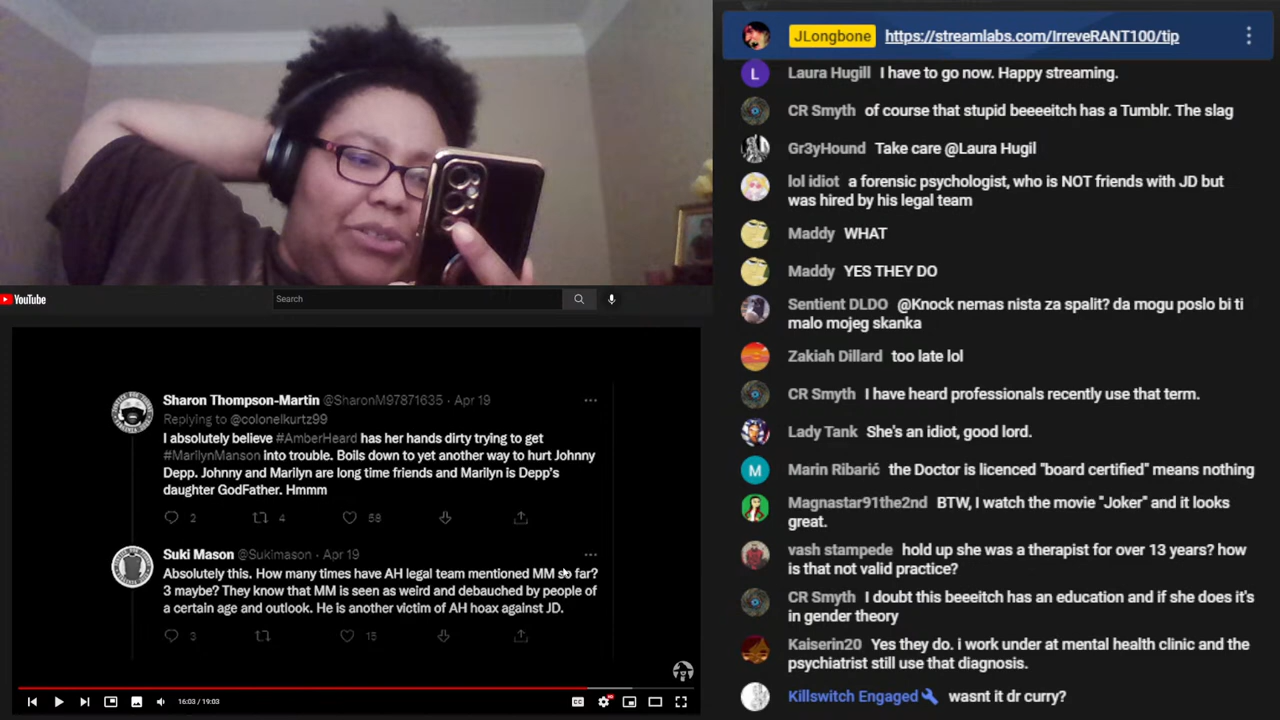 YouTube
Search
Sharon Thompson-Martin @SharonM97871635 · Apr 19
Replying to @colonelkurtz99
I absolutely believe #AmberHeard has her hands dirty trying to get
#MarilynManson into trouble. Boils down to yet another way to hurt Johnny
Depp. Johnny and Marilyn are long time friends and Marilyn is Depp's
daughter GodFather. Hmmm
2 4 58
Suki Mason @Sukimason · Apr 19
Absolutely this. How many times have AH legal team mentioned MM so far?
3 maybe? They know that MM is seen as weird and debauched by people of
a certain age and outlook. He is another victim of AH hoax against JD.
3 15
16:03 / 19:03
CC HD
JLongbone https://streamlabs.com/IrreveRANT100/tip
L Laura Hugill I have to go now. Happy streaming.
CR Smyth of course that stupid beeeeitch has a Tumblr. The slag
Gr3yHound Take care @Laura Hugil
lol idiot a forensic psychologist, who is NOT friends with JD but
was hired by his legal team
Maddy WHAT
Maddy YES THEY DO
Sentient DLDO @Knock nemas nista za spalit? da mogu poslo bi ti
malo mojeg skanka
Zakiah Dillard too late lol
CR Smyth I have heard professionals recently use that term.
Lady Tank She's an idiot, good lord.
M Marin Ribarić the Doctor is licenced "board certified" means nothing
Magnastar91the2nd BTW, I watch the movie "Joker" and it looks
great.
vash stampede hold up she was a therapist for over 13 years? how
is that not valid practice?
CR Smyth I doubt this beeeitch has an education and if she does it's
in gender theory
Kaiserin20 Yes they do. i work under at mental health clinic and the
psychiatrist still use that diagnosis.
Killswitch Engaged wasnt it dr curry?